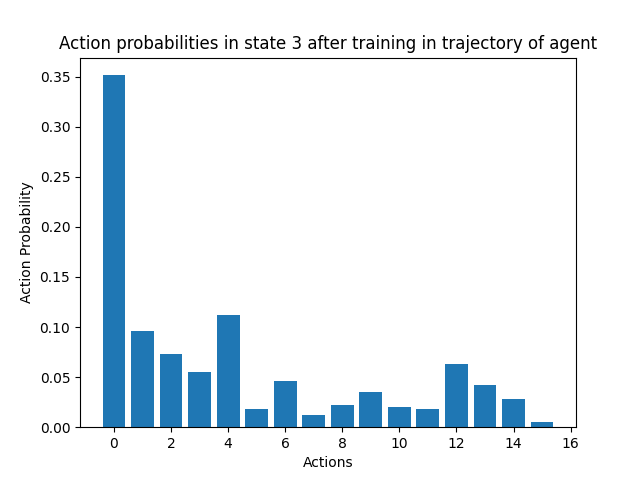 Action probabilities in state 3 after training in trajectory of agent
0.35
0.30
0.25
0.20
0.15
0.10
0.05
0.00
Action Probability
0 2 4 6 8 10 12 14 16
Actions